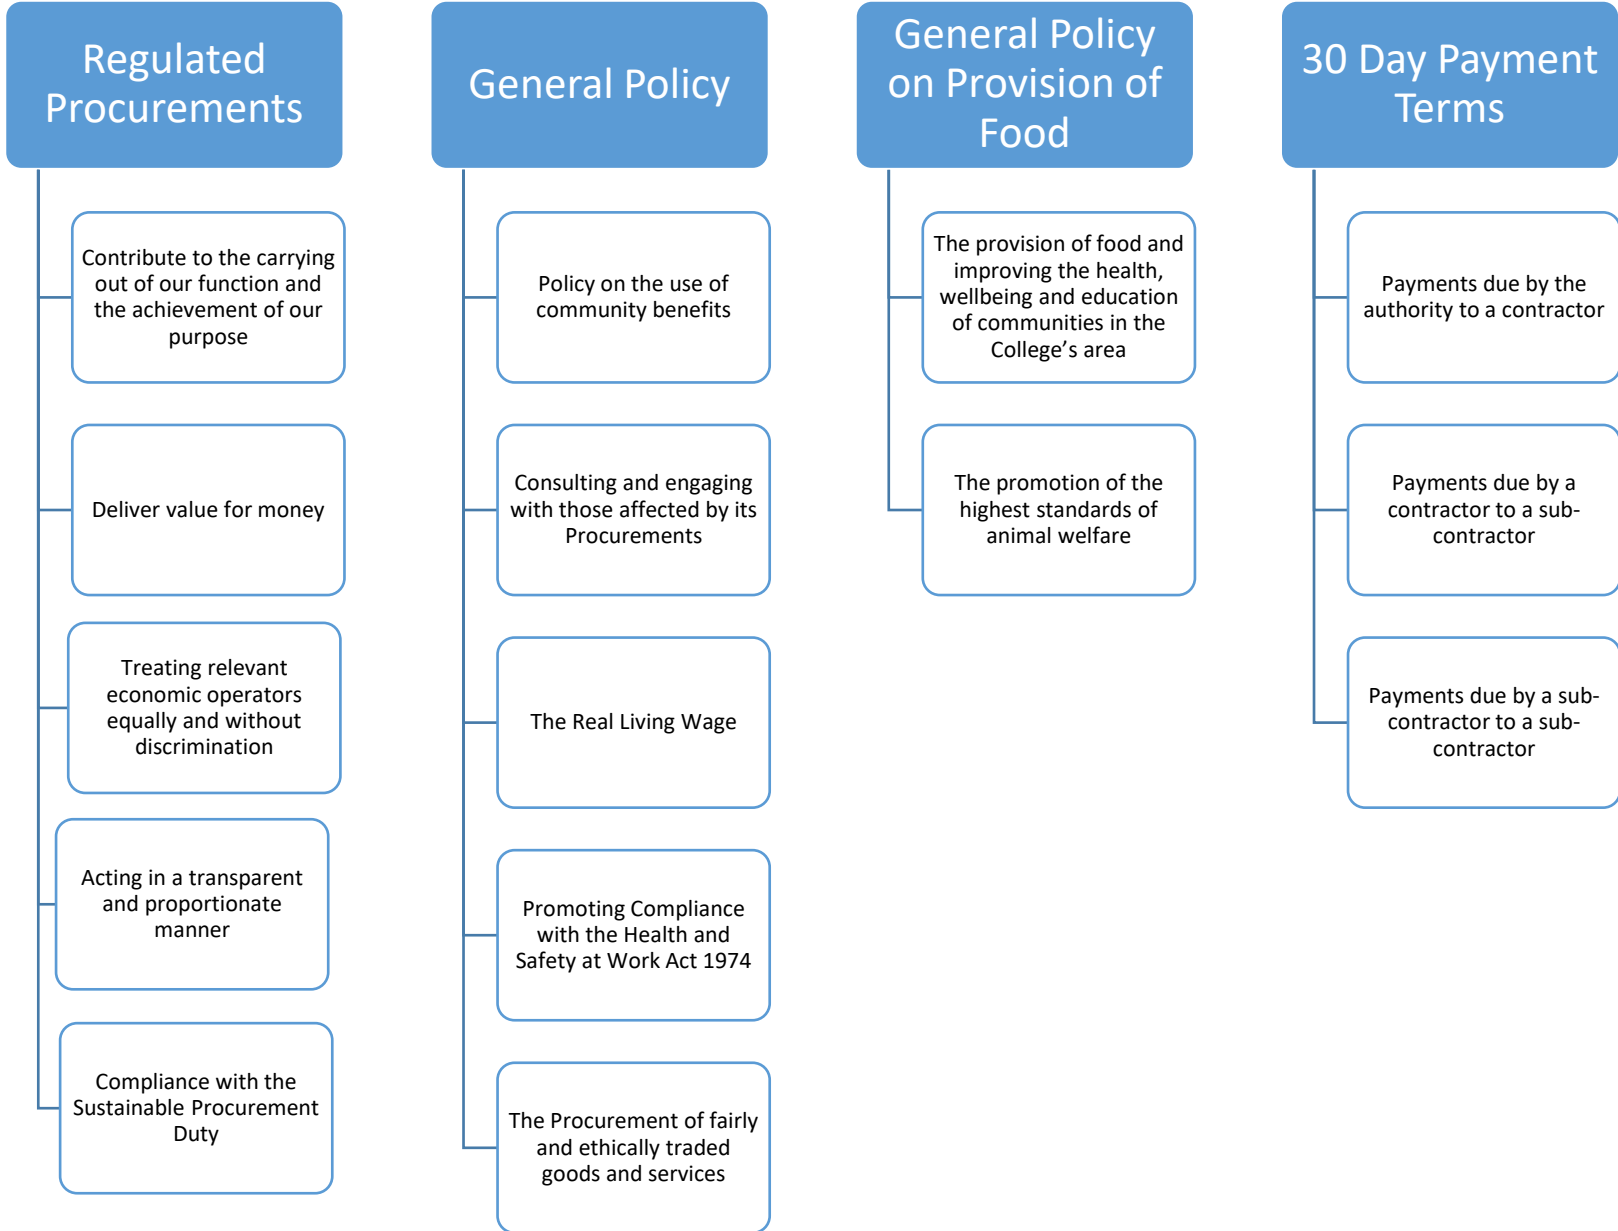 Regulated
Procurements
Contribute to the carrying
out of our function and
the achievement of our
purpose
Deliver value for money
Treating relevant
economic operators
equally and without
discrimination
Acting in a transparent
and proportionate
manner
Compliance with the
Sustainable Procurement
Duty
General Policy
Policy on the use of
community benefits
Consulting and engaging
with those affected by its
Procurements
The Real Living Wage
Promoting Compliance
with the Health and
Safety at Work Act 1974
The Procurement of fairly
and ethically traded
goods and services
General Policy
on Provision of
Food
The provision of food and
improving the health,
wellbeing and education
of communities in the
College’s area
The promotion of the
highest standards of
animal welfare
30 Day Payment
Terms
Payments due by the
authority to a contractor
Payments due by a
contractor to a sub-
contractor
Payments due by a sub-
contractor to a sub-
contractor